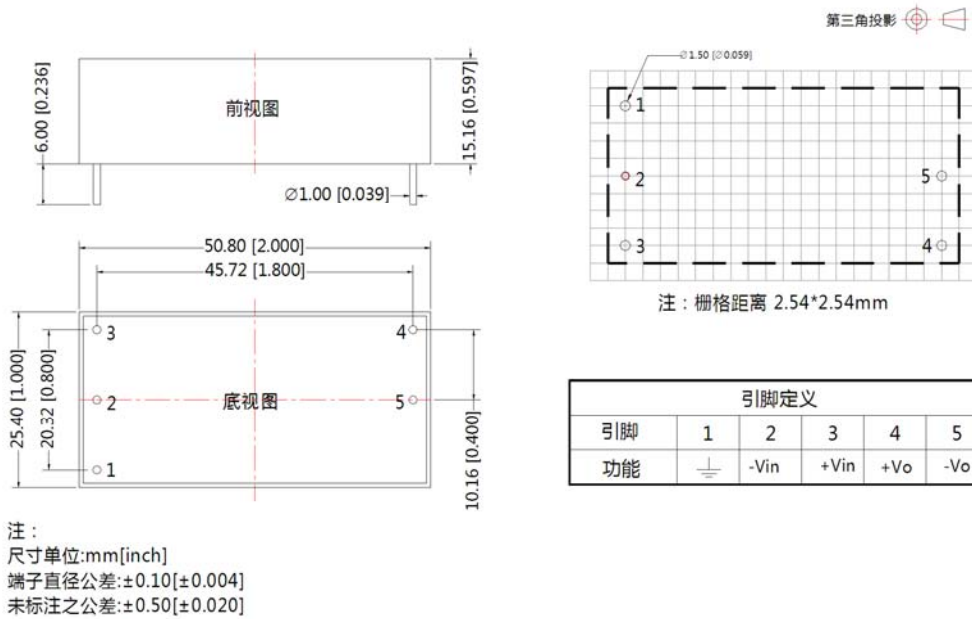 第三角投影
6.00 [0.236]
前视图
15.16 [0.597]
∅1.00 [0.039]
∅1.50 [∅0.059]
1
2
3
5
4
注：栅格距离 2.54*2.54mm
50.80 [2.000]
45.72 [1.800]
25.40 [1.000]
20.32 [0.800]
3
4
2
底视图
5
1
10.16 [0.400]
引脚定义
引脚 1 2 3 4 5
功能 ⏚ -Vin +Vin +Vo -Vo
注：
尺寸单位:mm[inch]
端子直径公差:±0.10[±0.004]
未标注之公差:±0.50[±0.020]